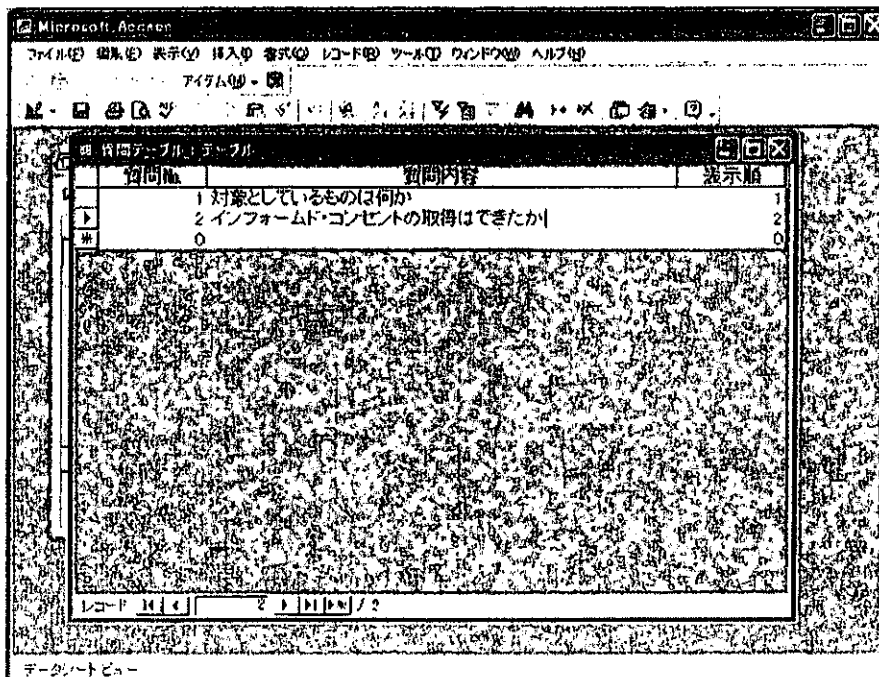 Microsoft Access
ファイル(F) 編集(E) 表示(V) 挿入(I) 書式(O) レコード(R) ツール(T) ウィンドウ(W) ヘルプ(H)
アイテム(M)
質問テーブル : テーブル
質問No. 質問内容 表示順
1 対象としているものは何か 1
2 インフォームド・コンセントの取得はできたか 2
0 0
レコード 2 / 2
データシート ビュー